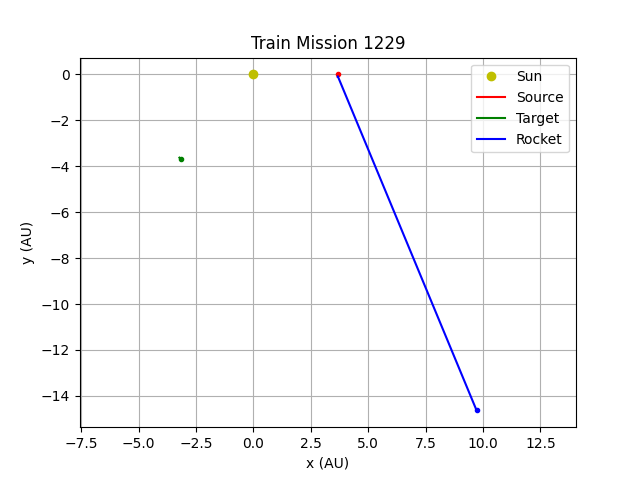 Train Mission 1229
Sun
Source
Target
Rocket
0
−2
−4
−6
−8
−10
−12
−14
y (AU)
−7.5 −5.0 −2.5 0.0 2.5 5.0 7.5 10.0 12.5
x (AU)